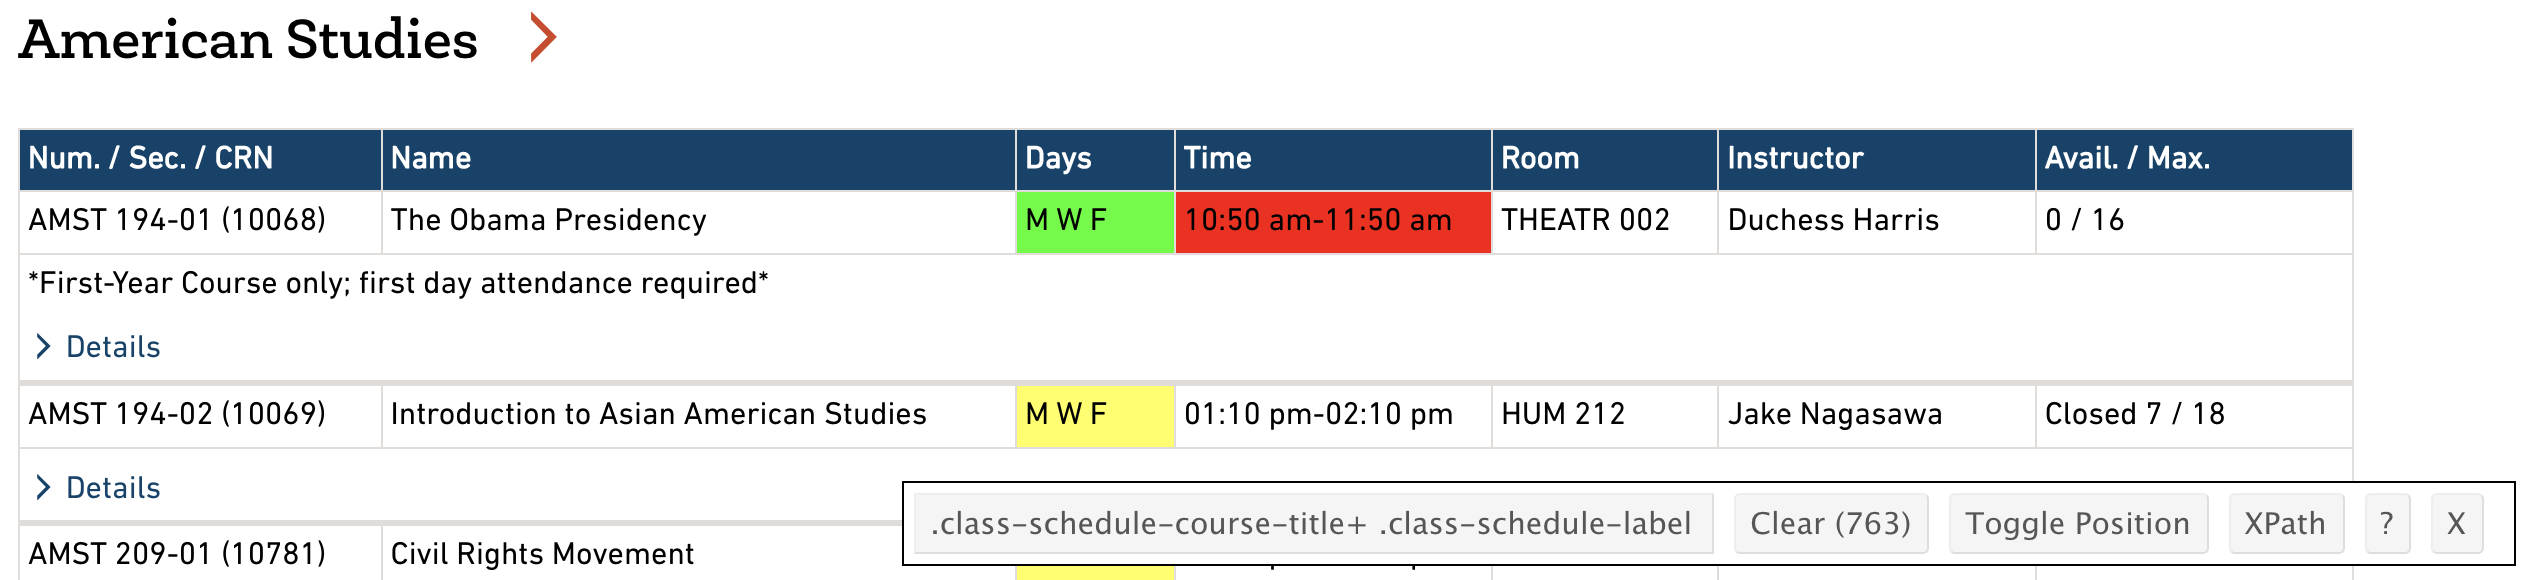 American Studies
Num. / Sec. / CRN Name Days Time Room Instructor Avail. / Max.
AMST 194-01 (10068) The Obama Presidency M W F 10:50 am-11:50 am THEATR 002 Duchess Harris 0 / 16
*First-Year Course only; first day attendance required*
Details
AMST 194-02 (10069) Introduction to Asian American Studies M W F 01:10 pm-02:10 pm HUM 212 Jake Nagasawa Closed 7 / 18
Details
.class-schedule-course-title+ .class-schedule-label Clear (763) Toggle Position XPath ? X
AMST 209-01 (10781) Civil Rights Movement